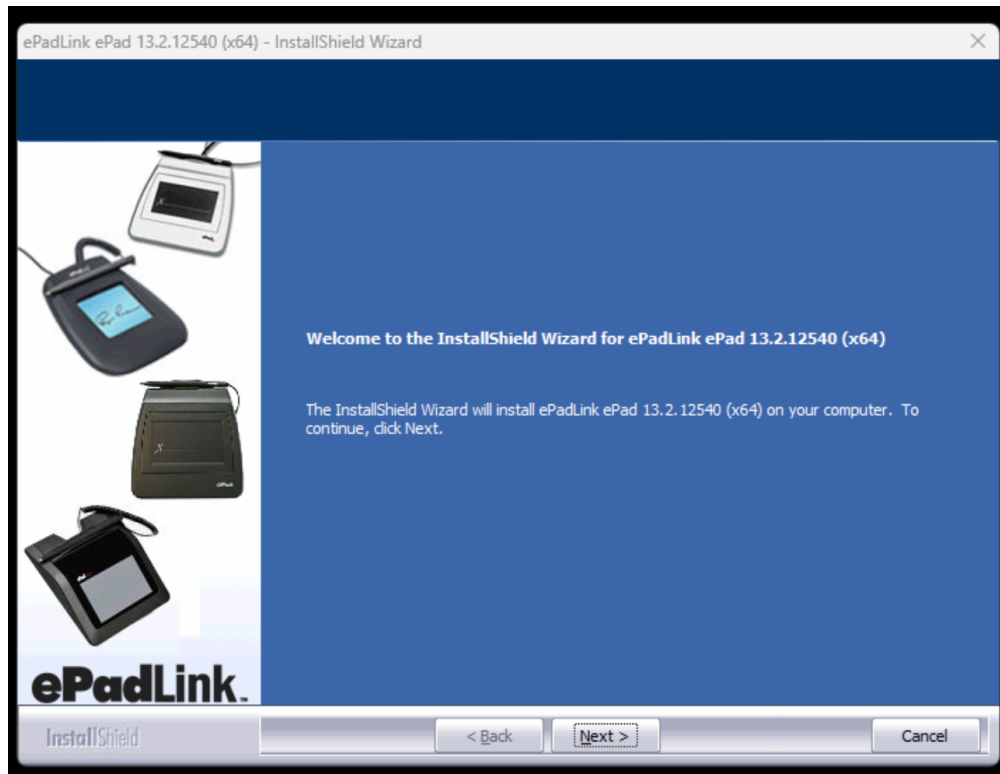 ePadLink ePad 13.2.12540 (x64) - InstallShield Wizard
Welcome to the InstallShield Wizard for ePadLink ePad 13.2.12540 (x64)
The InstallShield Wizard will install ePadLink ePad 13.2.12540 (x64) on your computer. To
continue, click Next.
ePadLink™
InstallShield
< Back
Next >
Cancel